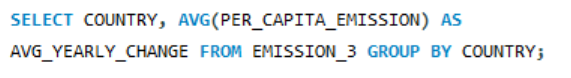 SELECT COUNTRY, AVG(PER_CAPITA_EMISSION) AS
AVG_YEARLY_CHANGE FROM EMISSION_3 GROUP BY COUNTRY;